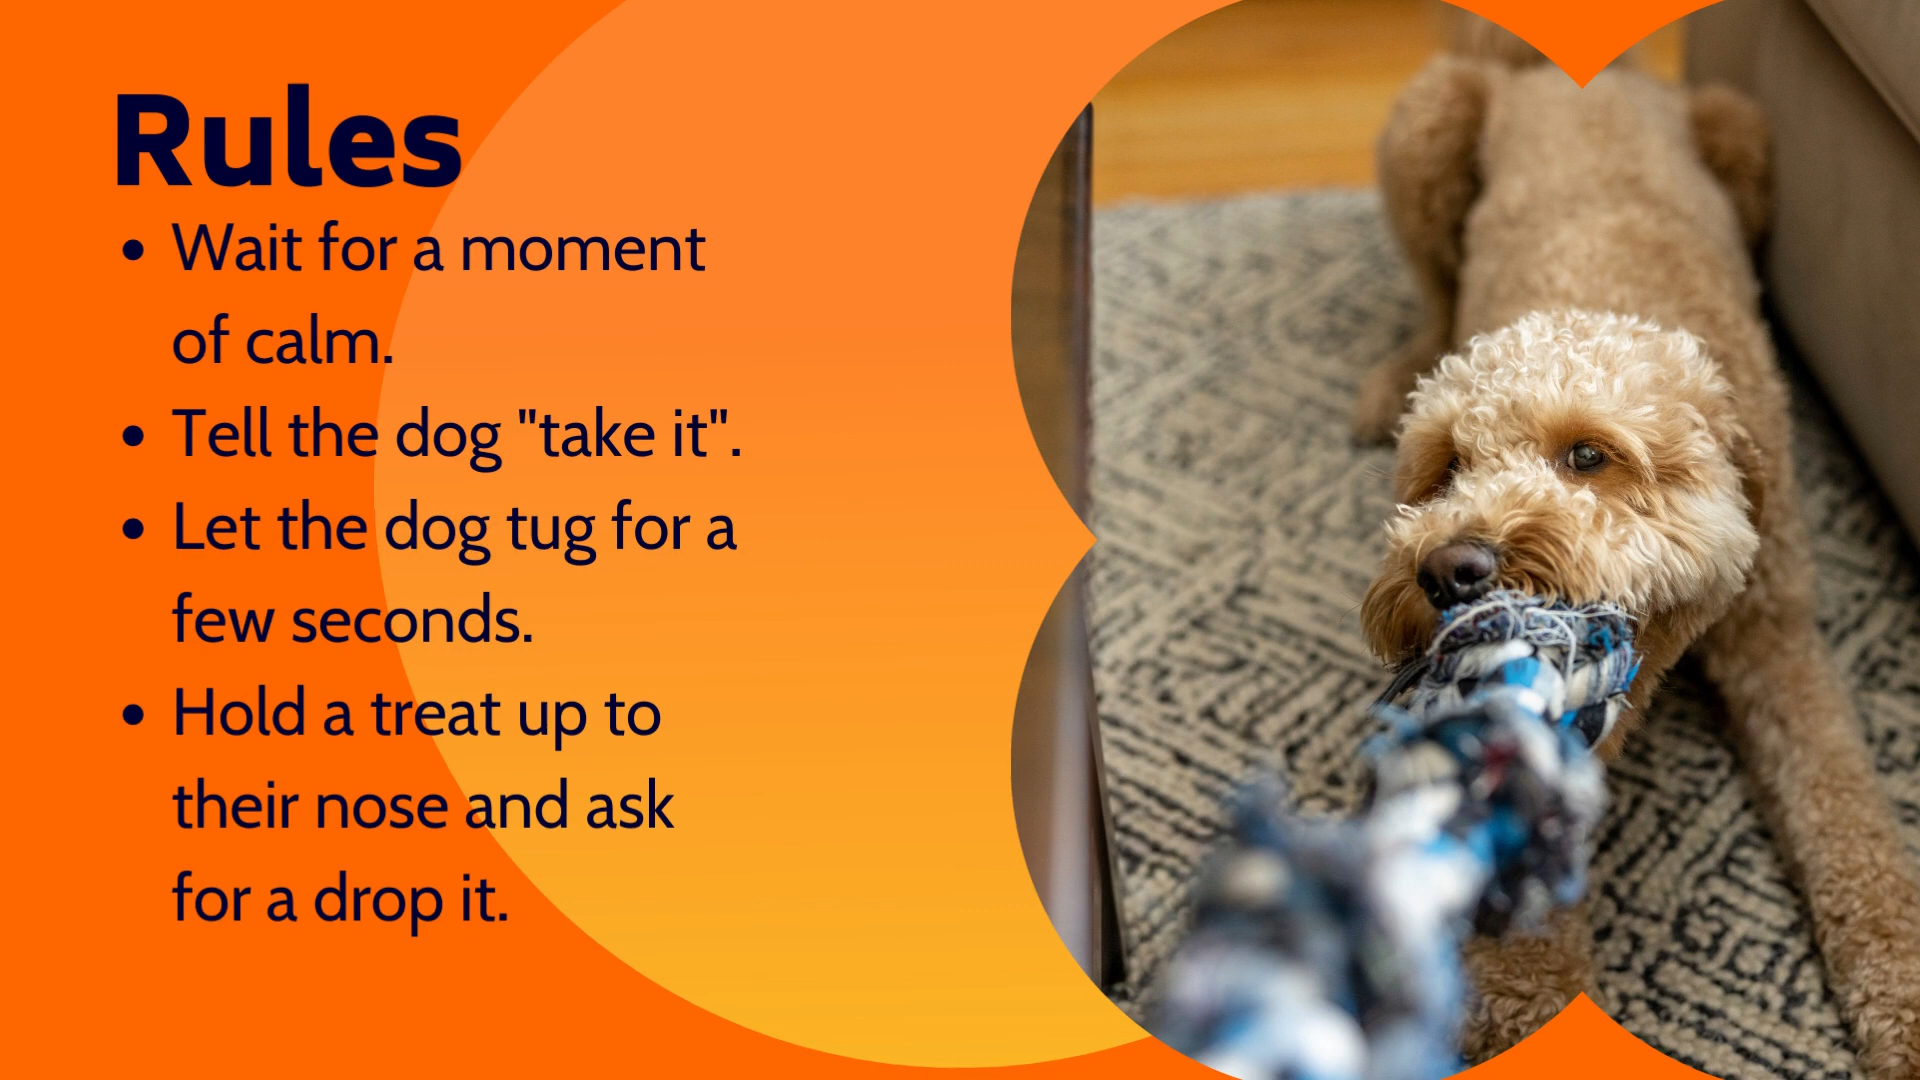 Rules
• Wait for a moment
of calm.
• Tell the dog "take it".
• Let the dog tug for a
few seconds.
• Hold a treat up to
their nose and ask
for a drop it.